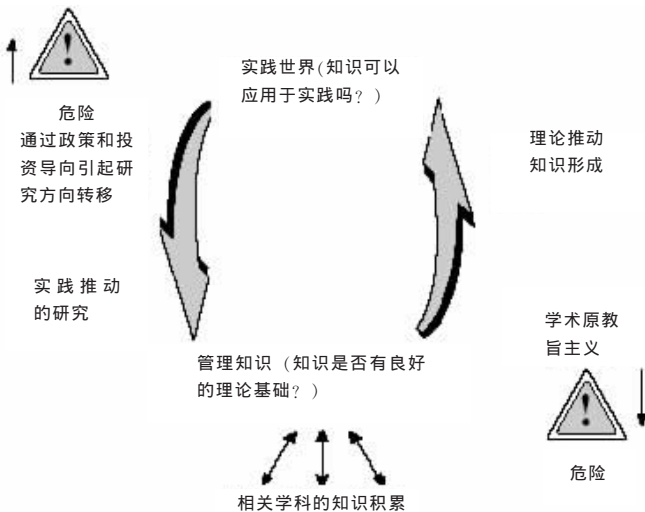 实践世界(知识可以
应用于实践吗？)
危险
通过政策和投
资导向引起研
究方向转移
理论推动
知识形成
实践推动
的研究
学术原教
旨主义
管理知识 (知识是否有良好
的理论基础？)
危险
相关学科的知识积累